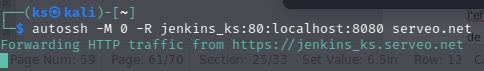 (ks㉿kali)-[~]
$ autossh -M 0 -R jenkins_ks:80:localhost:8080 serveo.net
Forwarding HTTP traffic from https://jenkins_ks.serveo.net
Page Num: 59 Page: 61/70 Section: 25/33 Set Value: 6.5in Row: 12